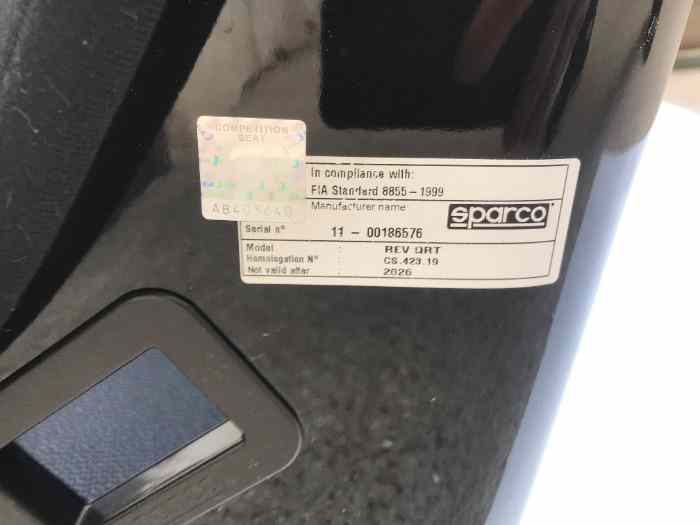 COMPETITION
SEAT
In compliance with:
FIA Standard 8855-1999
Manufacturer name
sparco
Serial n° 11 - 00186576
Model : REV QRT
Homologation N° : CS.423.19
Not valid after : 2026